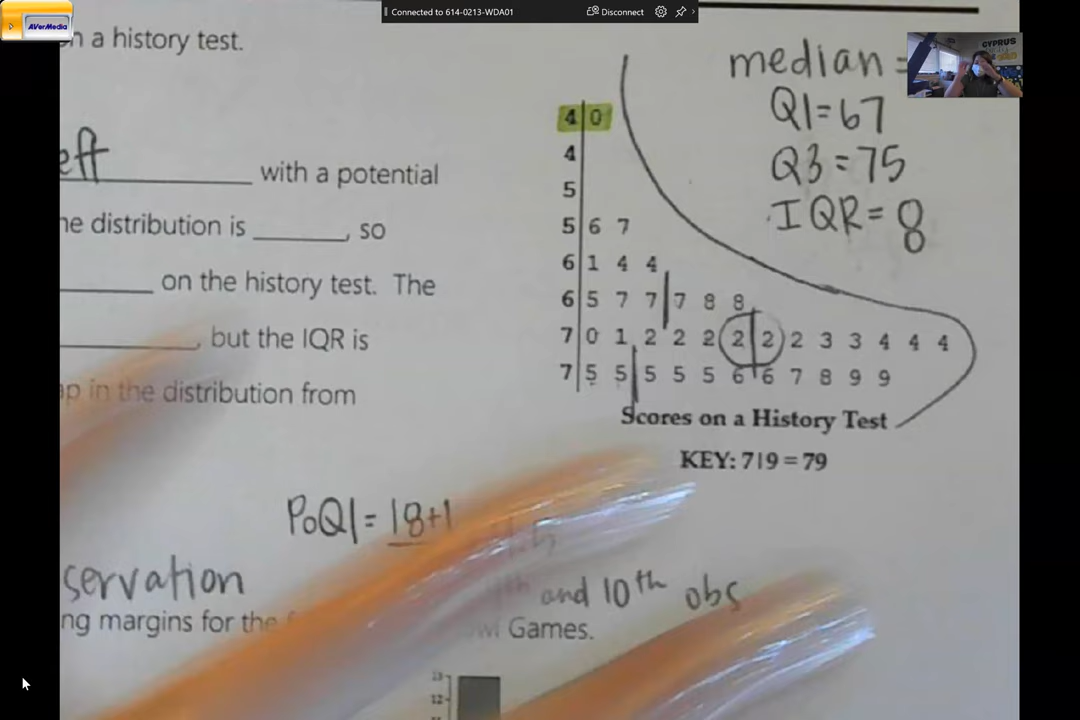 Connected to 614-0213-WDA01
Disconnect
AVerMedia
CYPRUS
on a history test.
eft
with a potential
he distribution is ______, so
on the history test. The
, but the IQR is
in the distribution from
median =
Q1=67
Q3=75
IQR=8
4 0
4
5
5 6 7
6 1 4 4
6 5 7 7 7 8 8
7 0 1 2 2 2 2 2 2 3 3 4 4 4
7 5 5 5 5 5 6 6 7 8 9 9
Scores on a History Test
KEY: 7|9 = 79
PoQ1= 18+1
servation
and 10th obs
ng margins for the
Games.
13
12